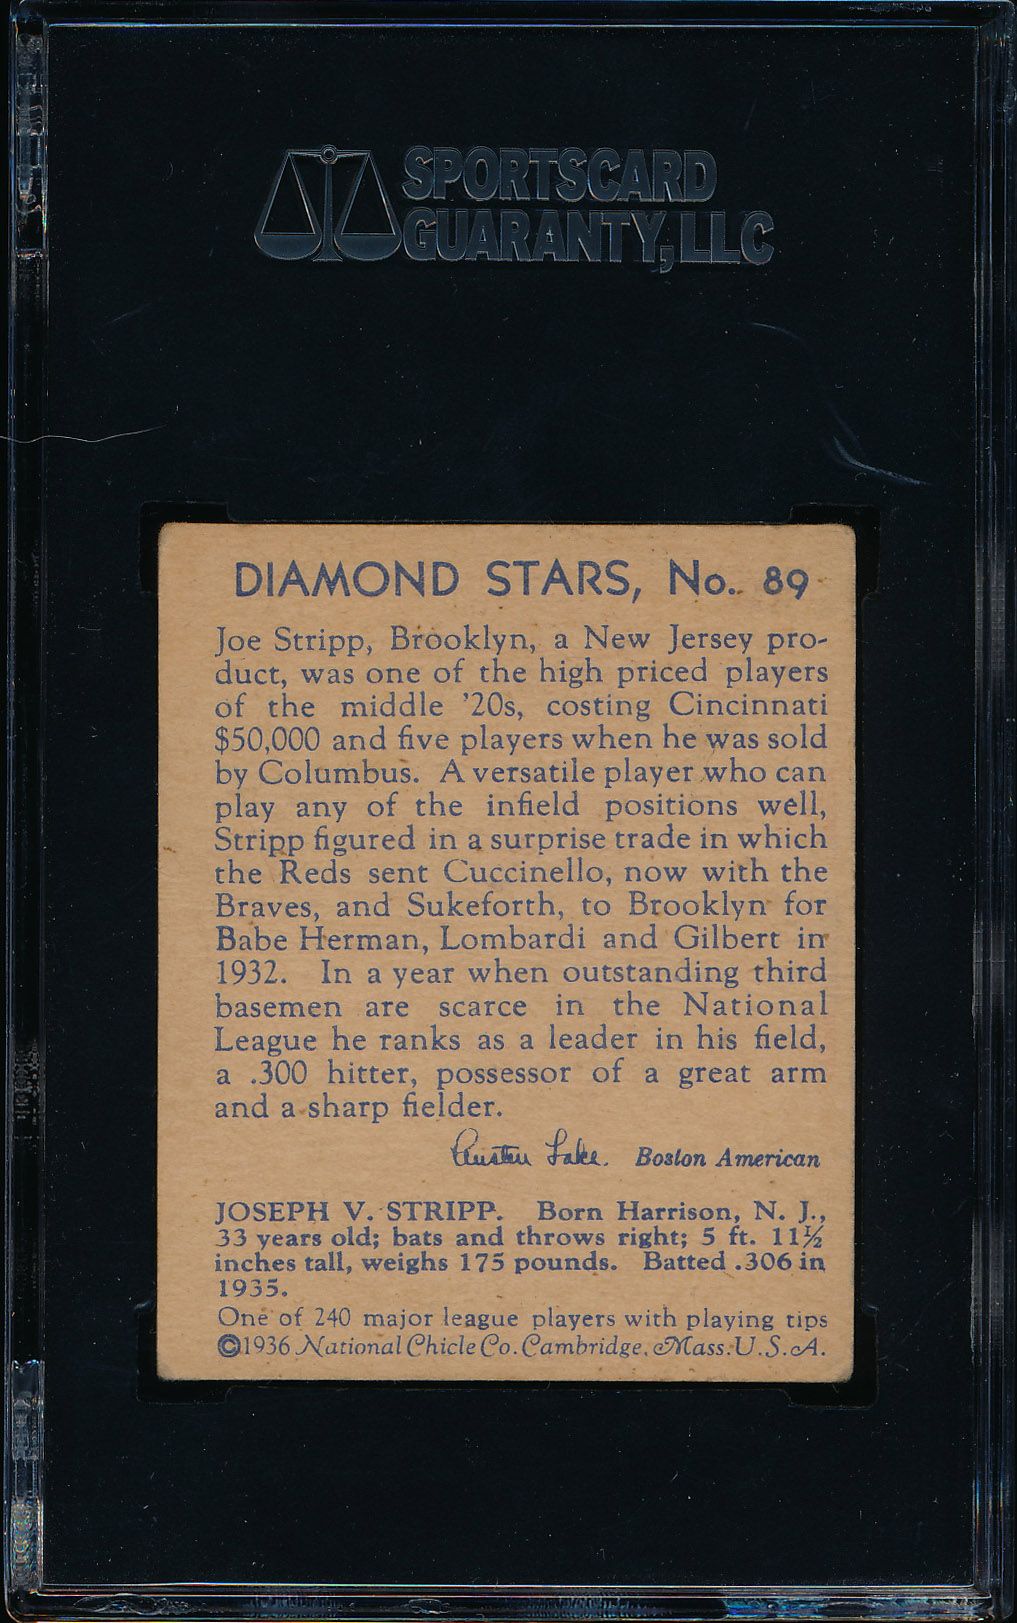 SPORTSCARD
GUARANTY, LLC
DIAMOND STARS, No. 89
Joe Stripp, Brooklyn, a New Jersey pro-
duct, was one of the high priced players
of the middle '20s, costing Cincinnati
$50,000 and five players when he was sold
by Columbus. A versatile player who can
play any of the infield positions well,
Stripp figured in a surprise trade in which
the Reds sent Cuccinello, now with the
Braves, and Sukeforth, to Brooklyn for
Babe Herman, Lombardi and Gilbert in
1932. In a year when outstanding third
basemen are scarce in the National
League he ranks as a leader in his field,
a .300 hitter, possessor of a great arm
and a sharp fielder.
Austen Lake. Boston American
JOSEPH V. STRIPP. Born Harrison, N. J.,
33 years old; bats and throws right; 5 ft. 11½
inches tall, weighs 175 pounds. Batted .306 in
1935.
One of 240 major league players with playing tips
©1936 National Chicle Co. Cambridge, Mass. U.S.A.